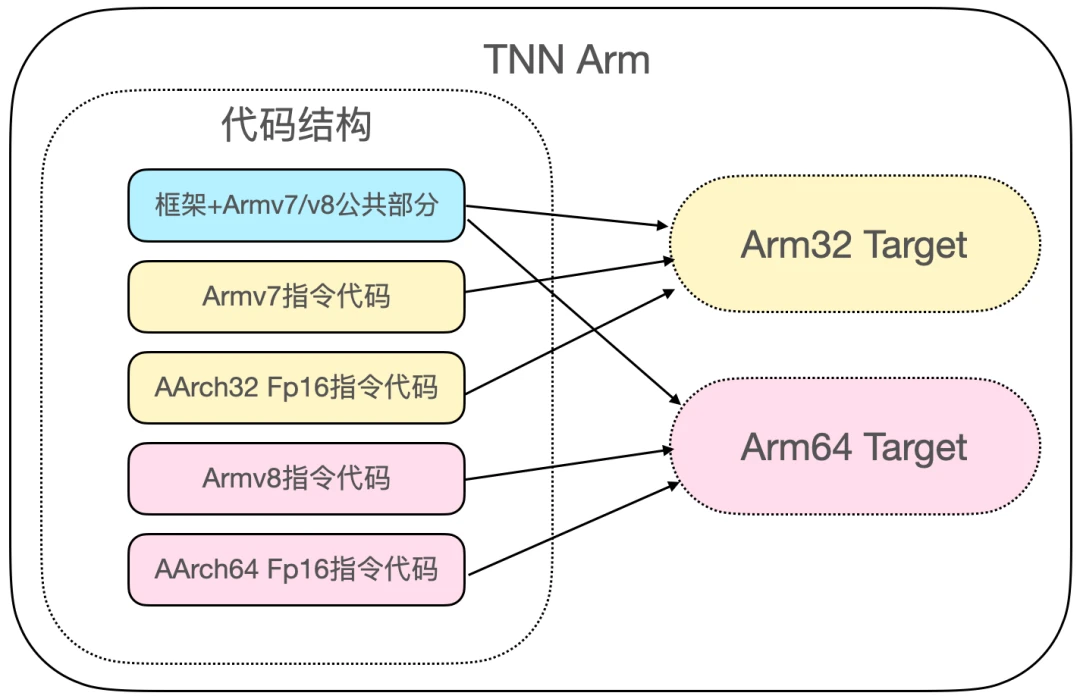 TNN Arm
代码结构
框架+Armv7/v8公共部分
Armv7指令代码
AArch32 Fp16指令代码
Armv8指令代码
AArch64 Fp16指令代码
Arm32 Target
Arm64 Target